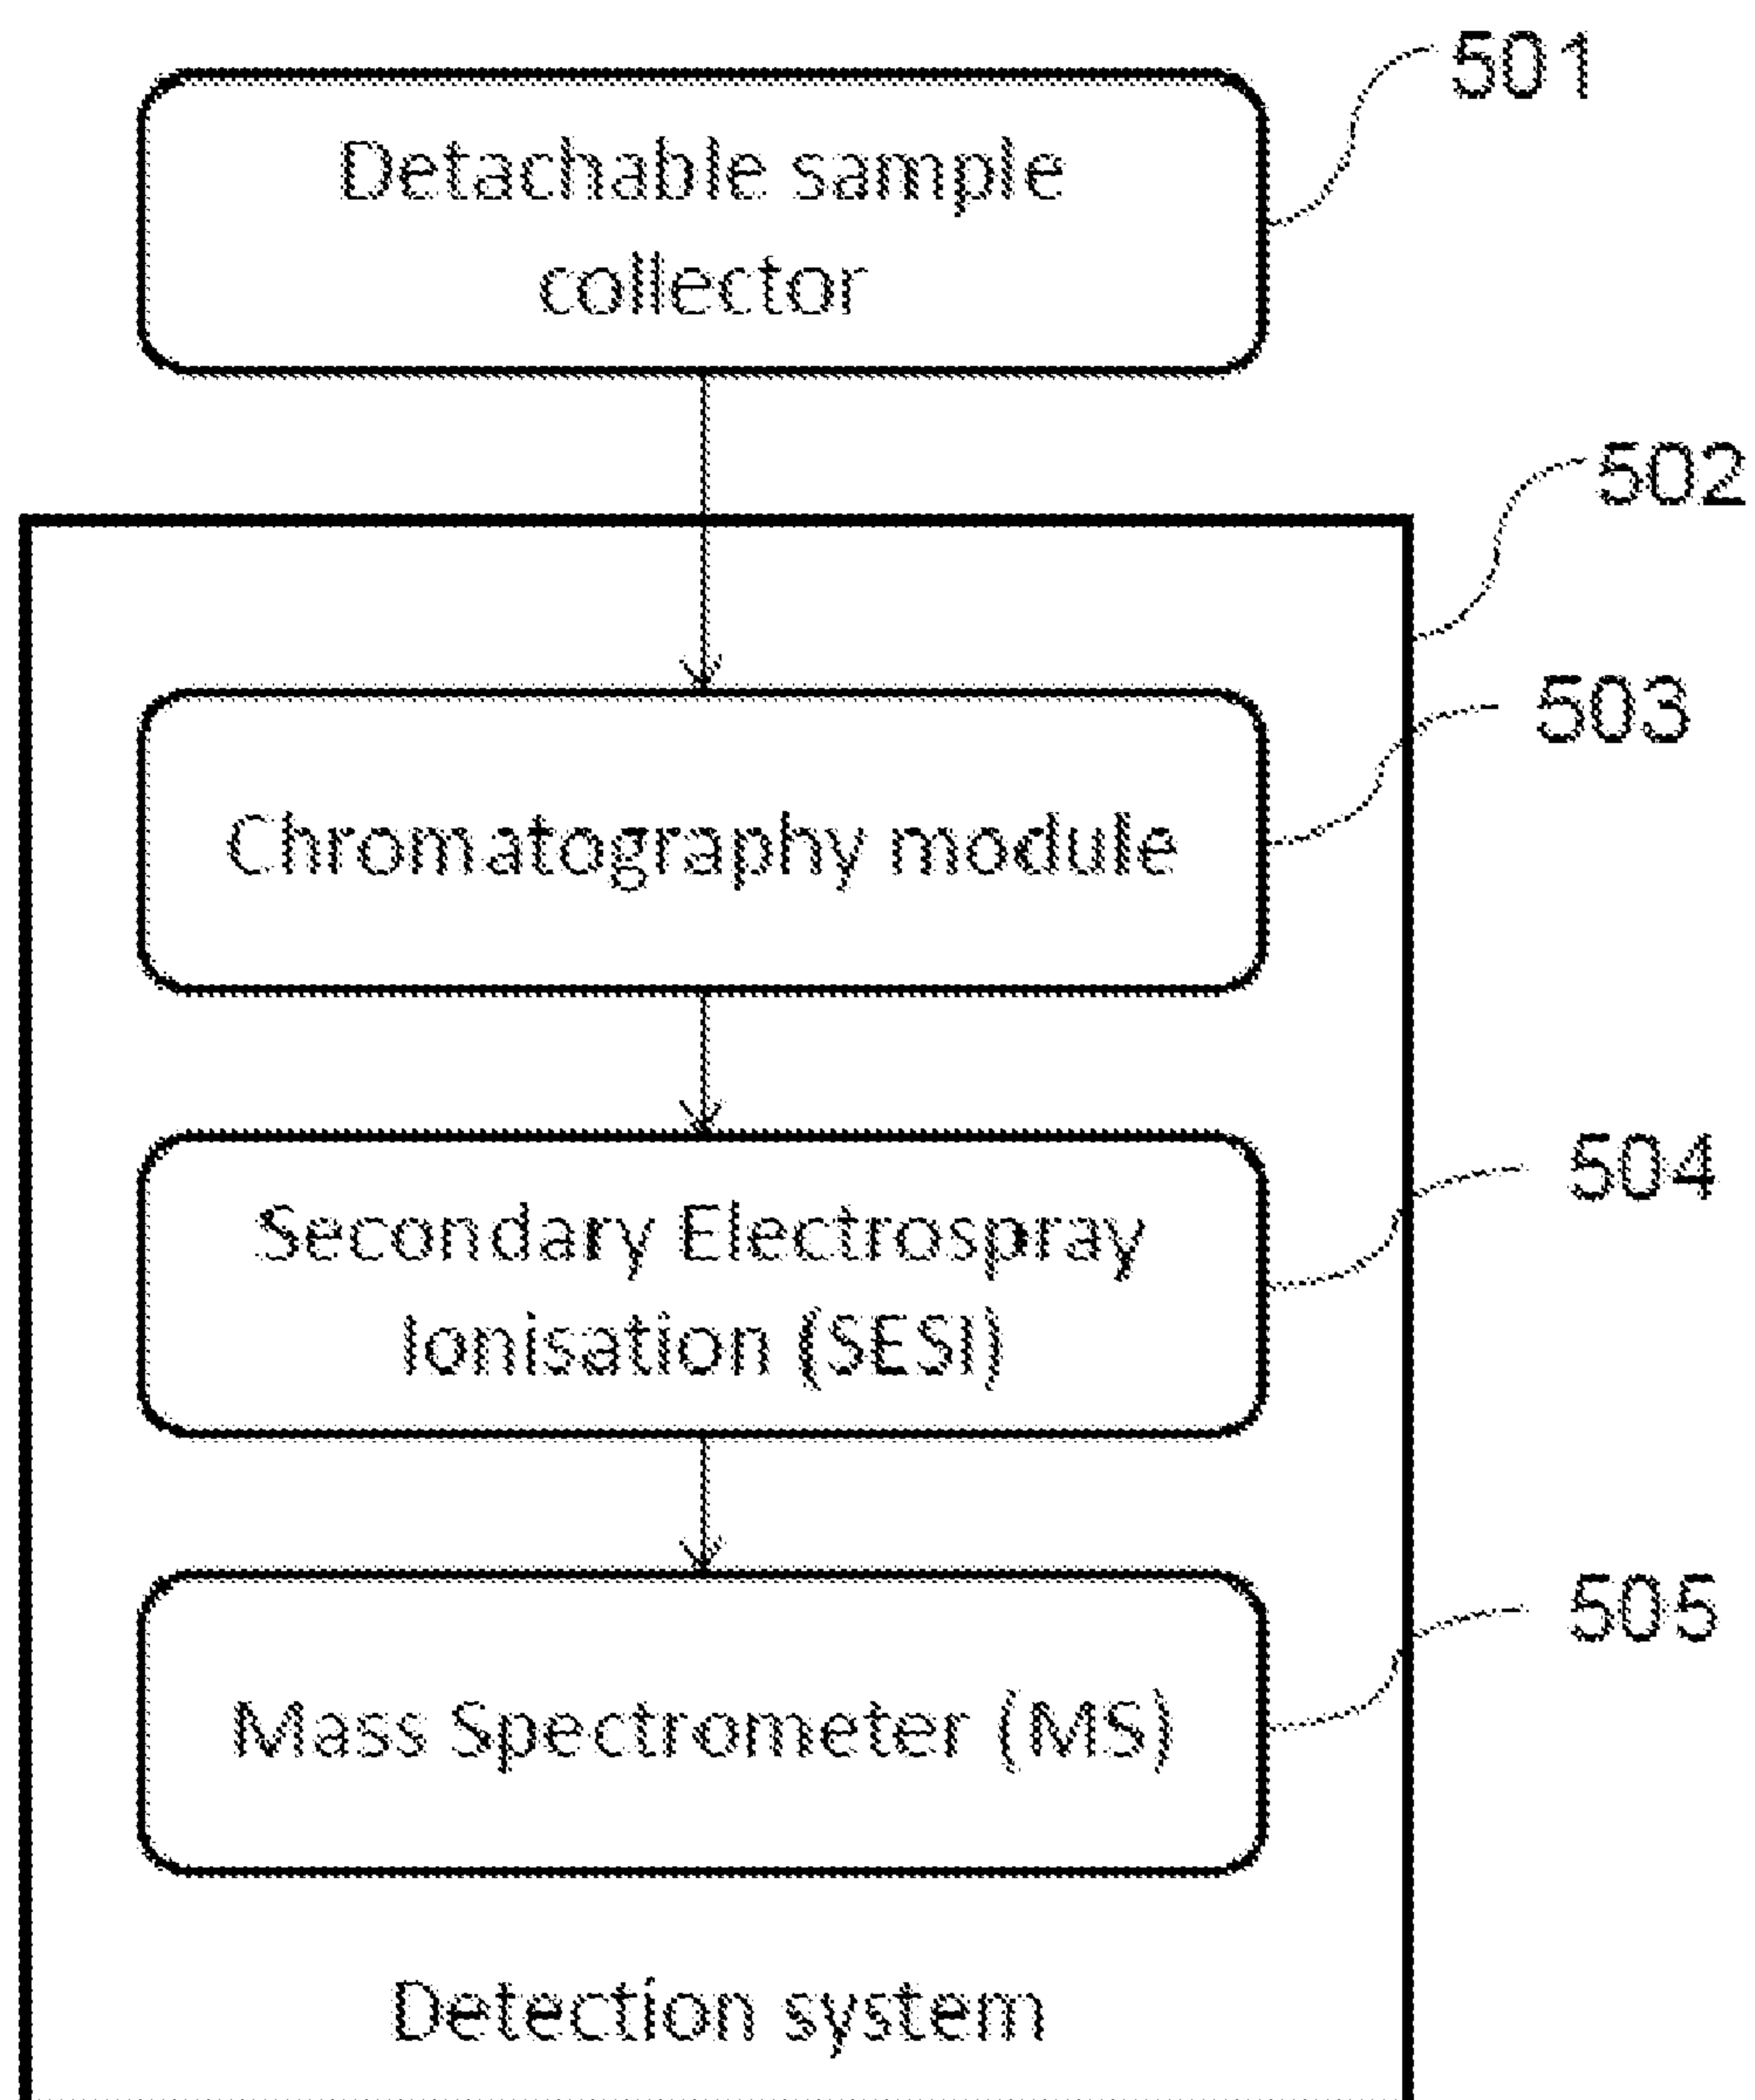 501
Detachable sample
collector
502
503
Chromatography module
504
Secondary Electrospray
Ionisation (SESI)
505
Mass Spectrometer (MS)
Detection system